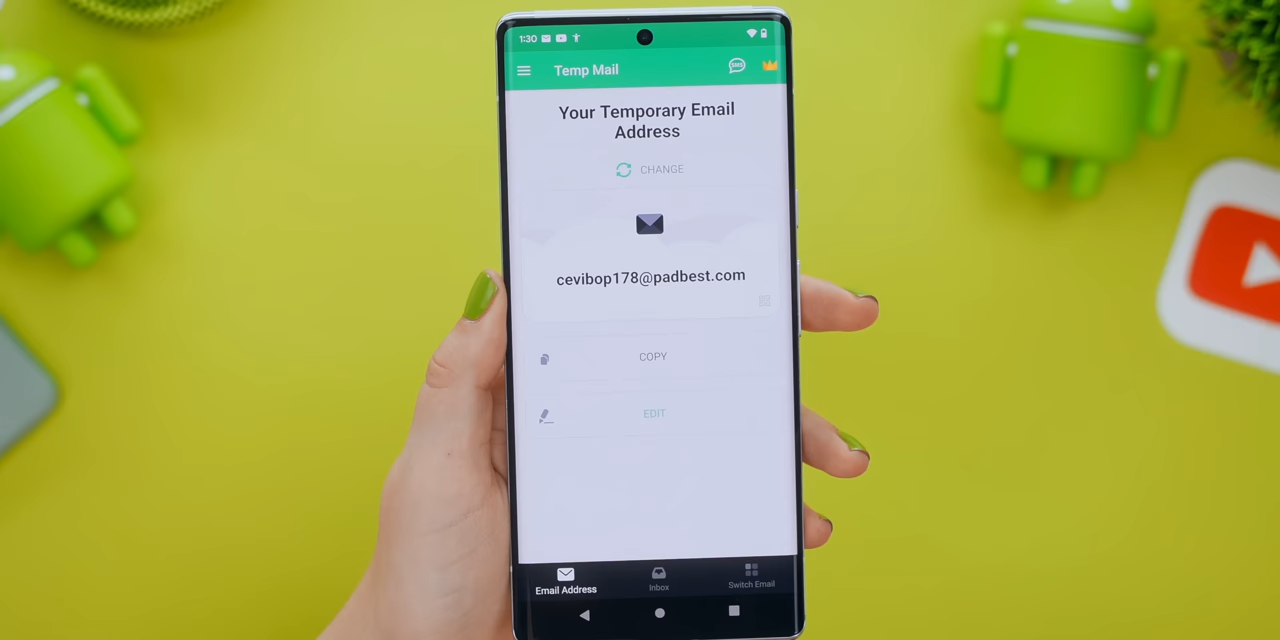 1:30
Temp Mail
SMS
Your Temporary Email
Address
CHANGE
cevibop178@padbest.com
COPY
EDIT
Email Address
Inbox
Switch Email